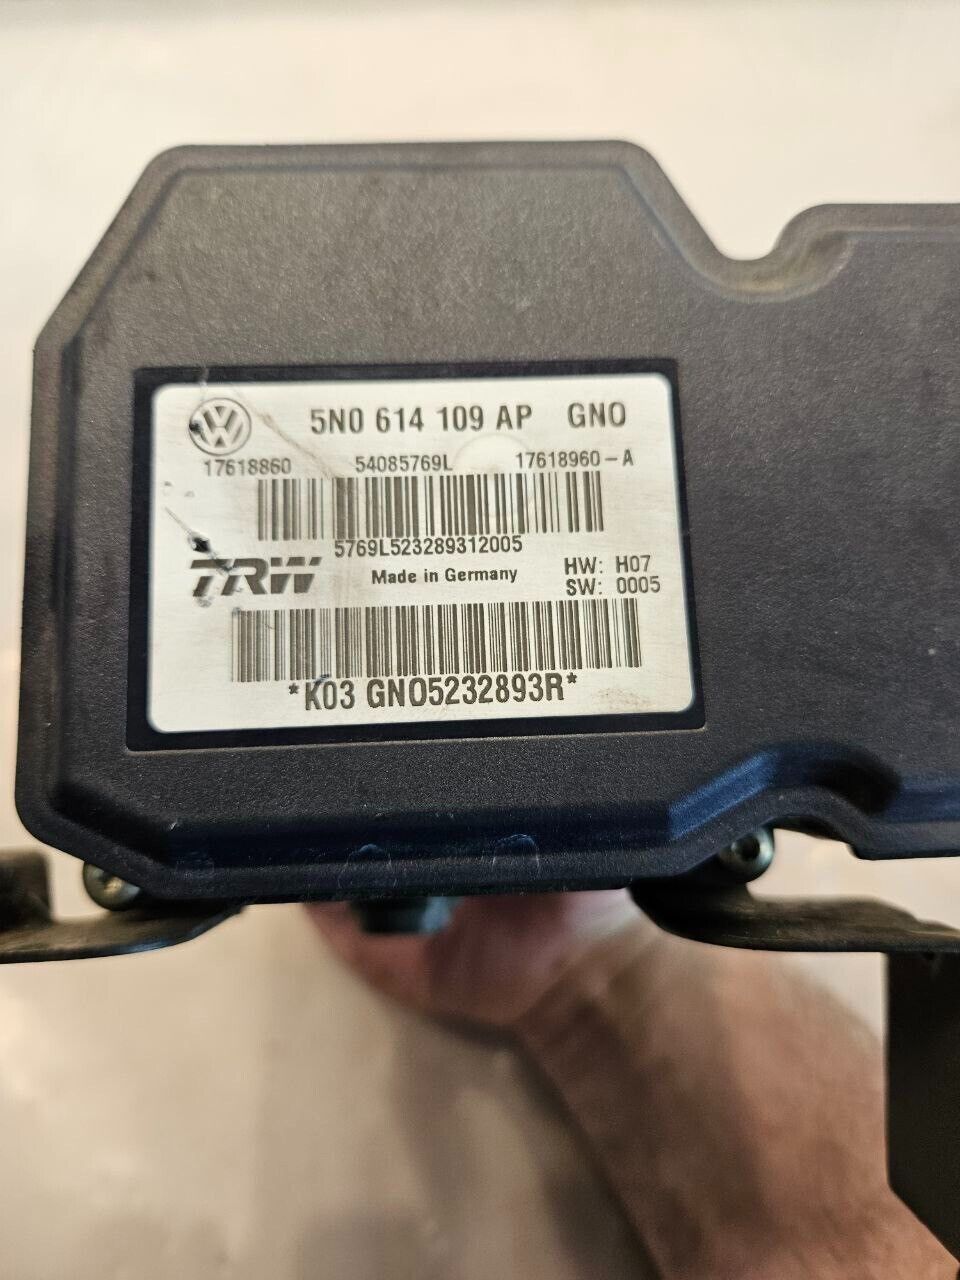 5N0 614 109 AP GNO
17618860 54085769L 17618960-A
5769L523289312005
TRW Made in Germany HW: H07
SW: 0005
*K03 GNO5232893R*